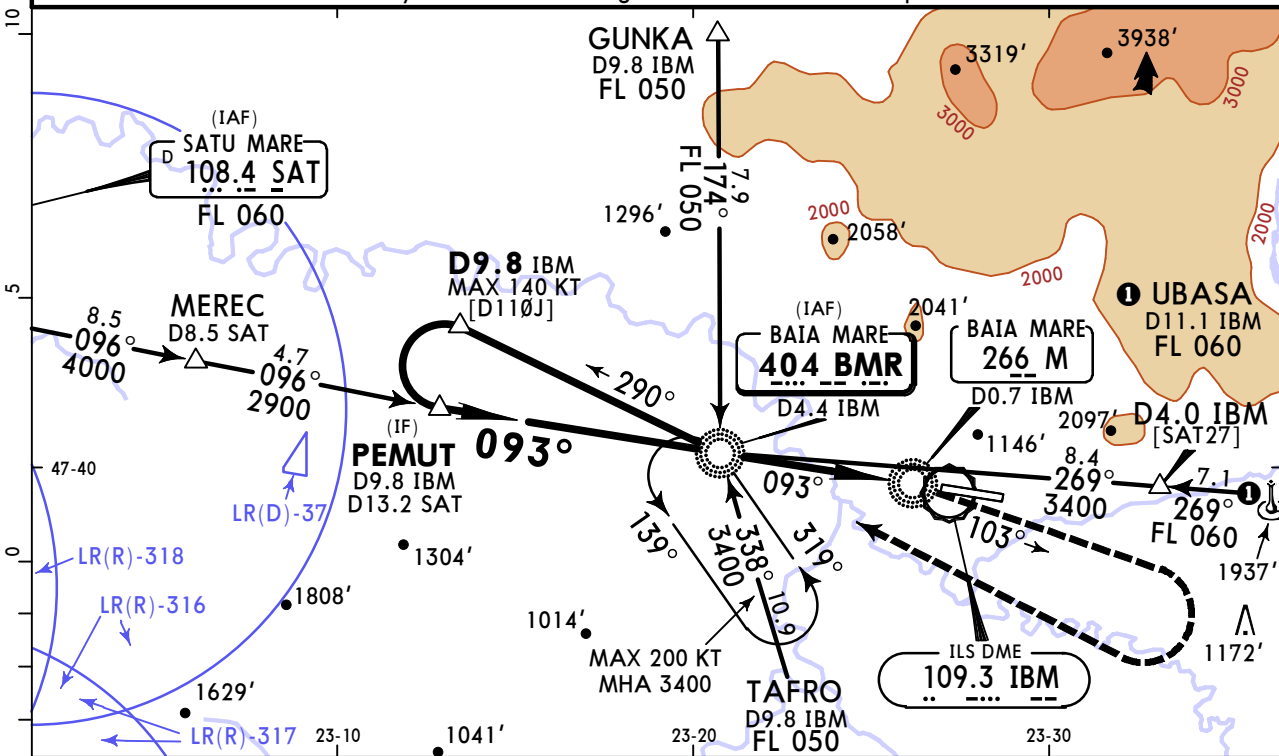 10
GUNKA
D9.8 IBM
FL 050
3319'
3938'
3000
3000
(IAF)
SATU MARE
D
108.4 SAT
FL 060
7.9
174°
FL 050
1296'
2000
2058'
2000
2000
D9.8 IBM
MAX 140 KT
[D110J]
5
MEREC
D8.5 SAT
8.5
096°
4000
4.7
096°
2900
290°
(IAF)
BAIA MARE
404 BMR
D4.4 IBM
2041'
BAIA MARE
266 M
D0.7 IBM
1 UBASA
D11.1 IBM
FL 060
2097'
D4.0 IBM
[SAT27]
1146'
8.4
269°
3400
7.1
269°
FL 060
1
1937'
(IF)
PEMUT
D9.8 IBM
D13.2 SAT
093°
093°
47-40
LR(D)-37
139°
338°
3400
10.9
319°
103°
0
LR(R)-318
LR(R)-316
1304'
1808'
1014'
MAX 200 KT
MHA 3400
TAFRO
D9.8 IBM
FL 050
ILS DME
109.3 IBM
1172'
1629'
LR(R)-317
23-10
1041'
23-20
23-30